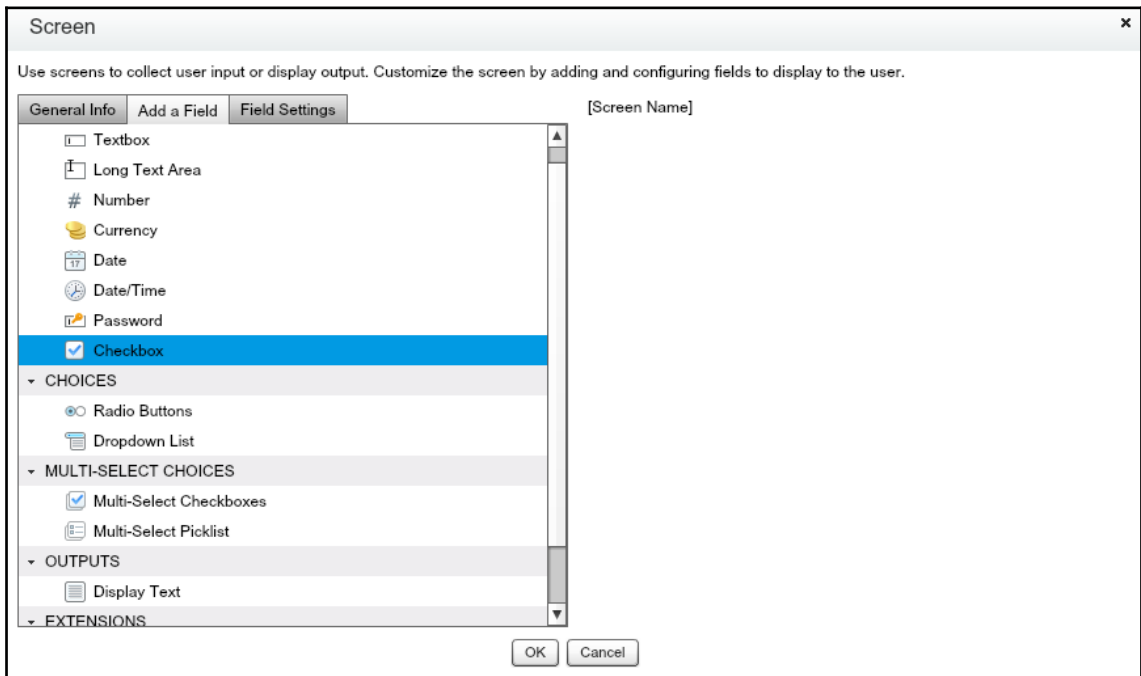 Screen
×
Use screens to collect user input or display output. Customize the screen by adding and configuring fields to display to the user.
General Info Add a Field Field Settings
[Screen Name]
Textbox
Long Text Area
# Number
Currency
17 Date
Date/Time
Password
Checkbox
CHOICES
Radio Buttons
Dropdown List
MULTI-SELECT CHOICES
Multi-Select Checkboxes
Multi-Select Picklist
OUTPUTS
Display Text
EXTENSIONS
OK Cancel